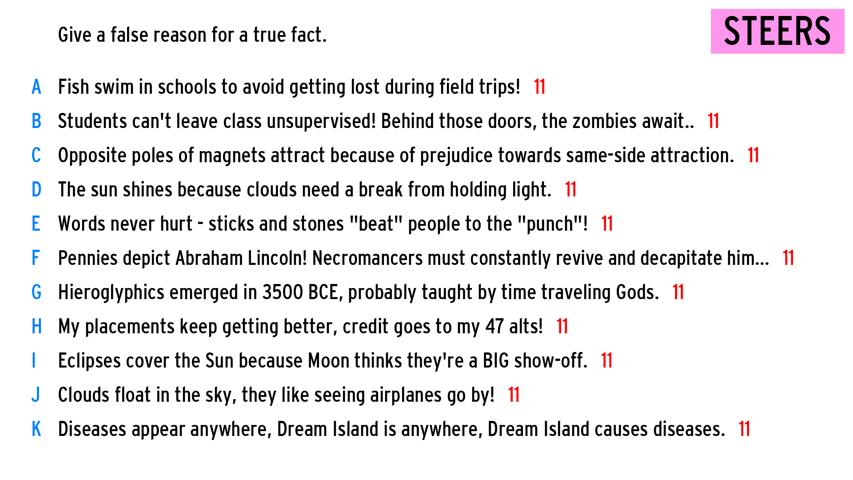 Give a false reason for a true fact.
STEERS
A Fish swim in schools to avoid getting lost during field trips! 11
B Students can't leave class unsupervised! Behind those doors, the zombies await.. 11
C Opposite poles of magnets attract because of prejudice towards same-side attraction. 11
D The sun shines because clouds need a break from holding light. 11
E Words never hurt - sticks and stones "beat" people to the "punch"! 11
F Pennies depict Abraham Lincoln! Necromancers must constantly revive and decapitate him... 11
G Hieroglyphics emerged in 3500 BCE, probably taught by time traveling Gods. 11
H My placements keep getting better, credit goes to my 47 alts! 11
I Eclipses cover the Sun because Moon thinks they're a BIG show-off. 11
J Clouds float in the sky, they like seeing airplanes go by! 11
K Diseases appear anywhere, Dream Island is anywhere, Dream Island causes diseases. 11